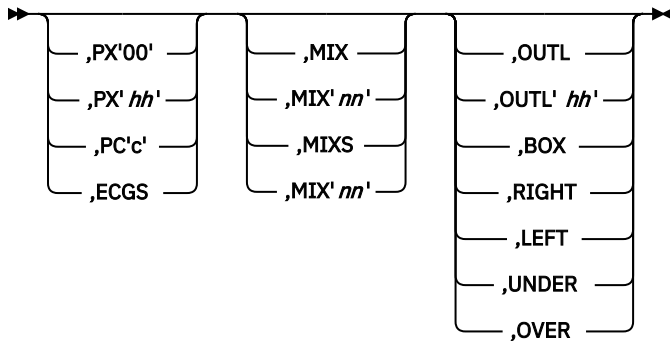 ,PX'00' ,MIX ,OUTL
,PX'hh' ,MIX'nn' ,OUTL'hh'
,PC'c' ,MIXS ,BOX
,ECGS ,MIX'nn' ,RIGHT
,LEFT
,UNDER
,OVER